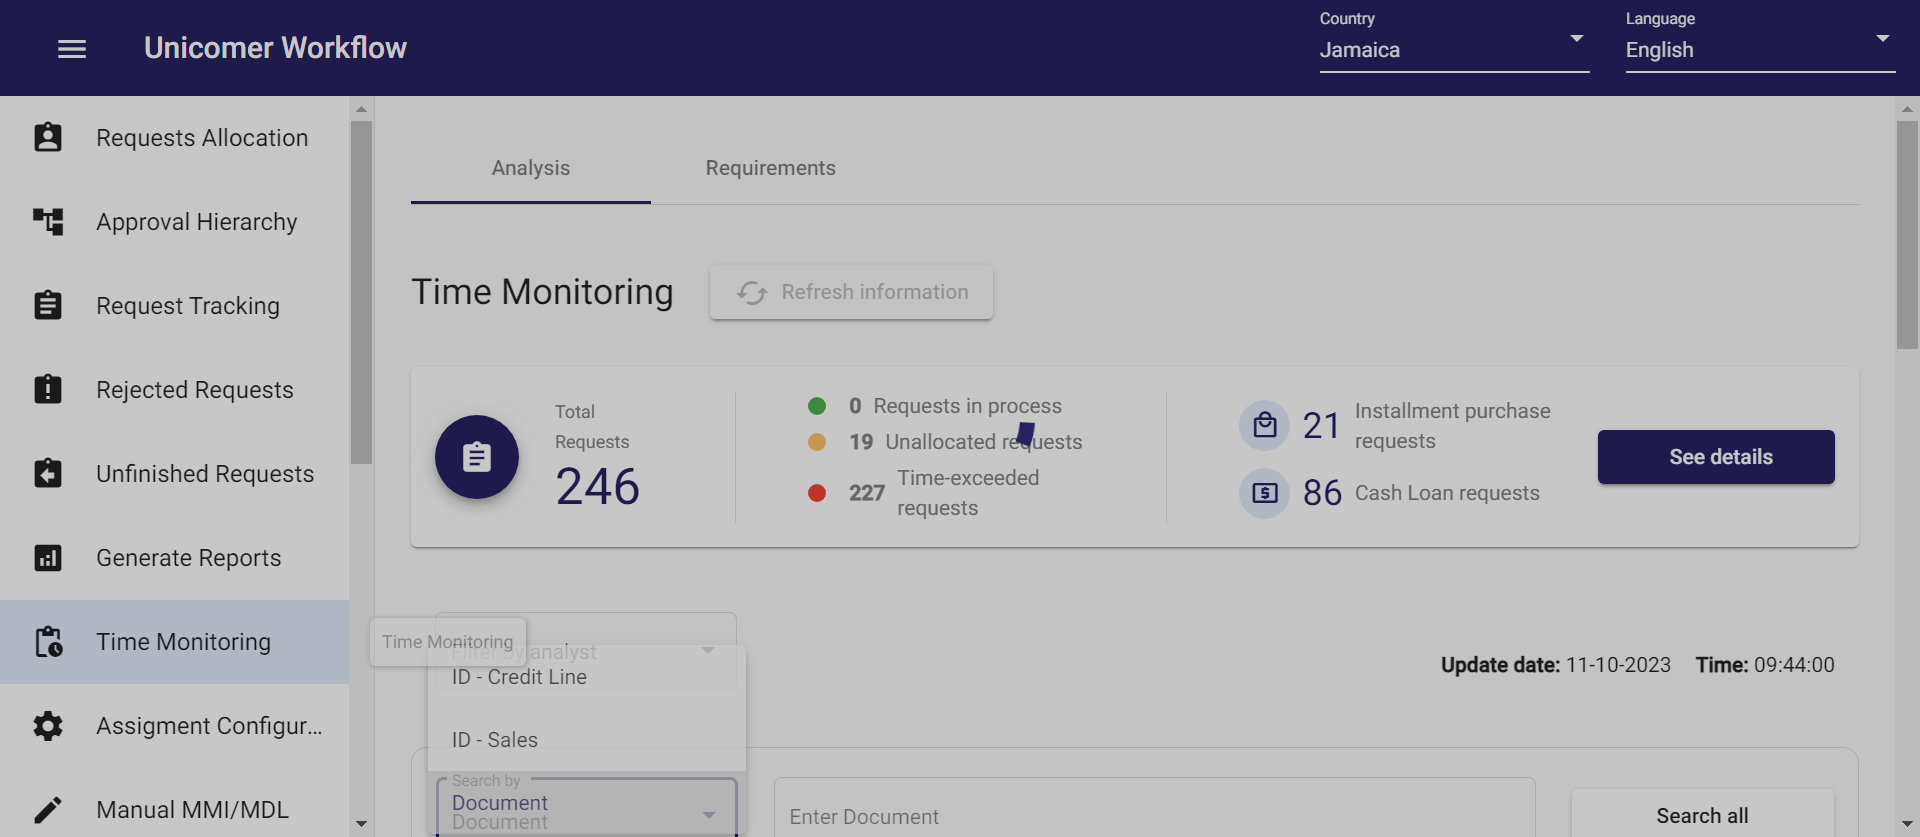 Unicomer Workflow
Country
Jamaica
Language
English
Requests Allocation
Approval Hierarchy
Request Tracking
Rejected Requests
Unfinished Requests
Generate Reports
Time Monitoring
Assigment Configur...
Manual MMI/MDL
Analysis
Requirements
Time Monitoring
Refresh information
Total
Requests
246
0 Requests in process
19 Unallocated requests
227 Time-exceeded
requests
21 Installment purchase
requests
86 Cash Loan requests
See details
Time Monitoring
Filter by analyst
Update date: 11-10-2023 Time: 09:44:00
ID - Credit Line
ID - Sales
Search by
Document
Document
Enter Document
Search all